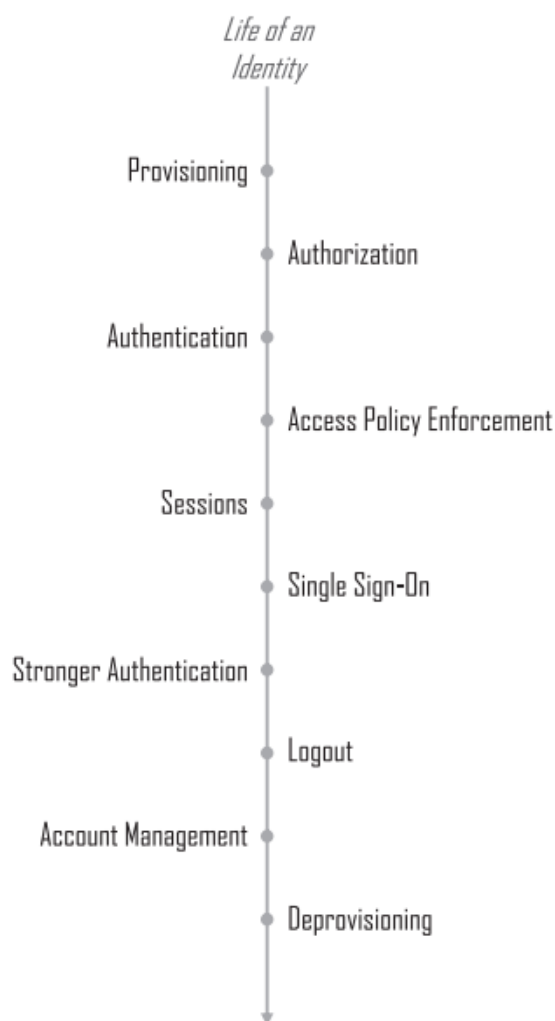 Life of an
Identity
Provisioning
Authorization
Authentication
Access Policy Enforcement
Sessions
Single Sign-On
Stronger Authentication
Logout
Account Management
Deprovisioning